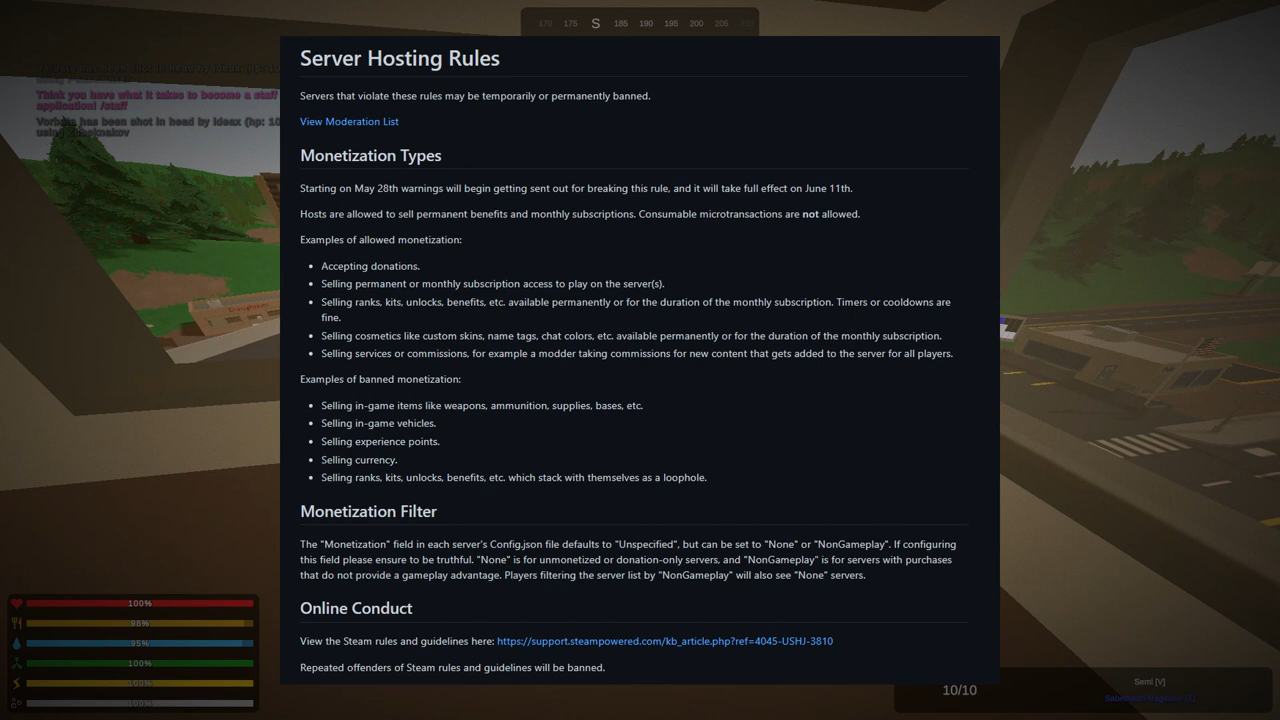 170 175 S 185 190 195 200 205
Server Hosting Rules
Servers that violate these rules may be temporarily or permanently banned.
View Moderation List
Think you have what it takes to become a staff
application! /staff
Vorbine has been shot in head by ideax (hp: 10
using
Monetization Types
Starting on May 28th warnings will begin getting sent out for breaking this rule, and it will take full effect on June 11th.
Hosts are allowed to sell permanent benefits and monthly subscriptions. Consumable microtransactions are not allowed.
Examples of allowed monetization:
• Accepting donations.
• Selling permanent or monthly subscription access to play on the server(s).
• Selling ranks, kits, unlocks, benefits, etc. available permanently or for the duration of the monthly subscription. Timers or cooldowns are
fine.
• Selling cosmetics like custom skins, name tags, chat colors, etc. available permanently or for the duration of the monthly subscription.
• Selling services or commissions, for example a modder taking commissions for new content that gets added to the server for all players.
Examples of banned monetization:
• Selling in-game items like weapons, ammunition, supplies, bases, etc.
• Selling in-game vehicles.
• Selling experience points.
• Selling currency.
• Selling ranks, kits, unlocks, benefits, etc. which stack with themselves as a loophole.
Monetization Filter
The "Monetization" field in each server's Config.json file defaults to "Unspecified", but can be set to "None" or "NonGameplay". If configuring
this field please ensure to be truthful. "None" is for unmonetized or donation-only servers, and "NonGameplay" is for servers with purchases
that do not provide a gameplay advantage. Players filtering the server list by "NonGameplay" will also see "None" servers.
Online Conduct
View the Steam rules and guidelines here: https://support.steampowered.com/kb_article.php?ref=4045-USHJ-3810
Repeated offenders of Steam rules and guidelines will be banned.
100%
98%
95%
100%
100%
100%
10/10
Semi [V]